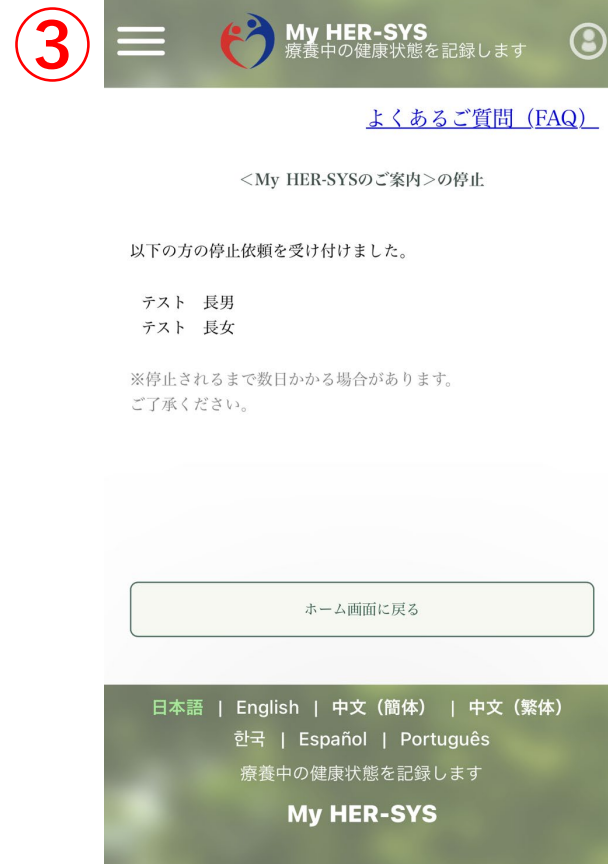 ③
My HER-SYS
療養中の健康状態を記録します
よくあるご質問（FAQ）
＜My HER-SYSのご案内＞の停止
以下の方の停止依頼を受け付けました。
テスト　長男
テスト　長女
※停止されるまで数日かかる場合があります。
ご了承ください。
ホーム画面に戻る
日本語 | English | 中文（簡体） | 中文（繁体）
한국 | Español | Português
療養中の健康状態を記録します
My HER-SYS